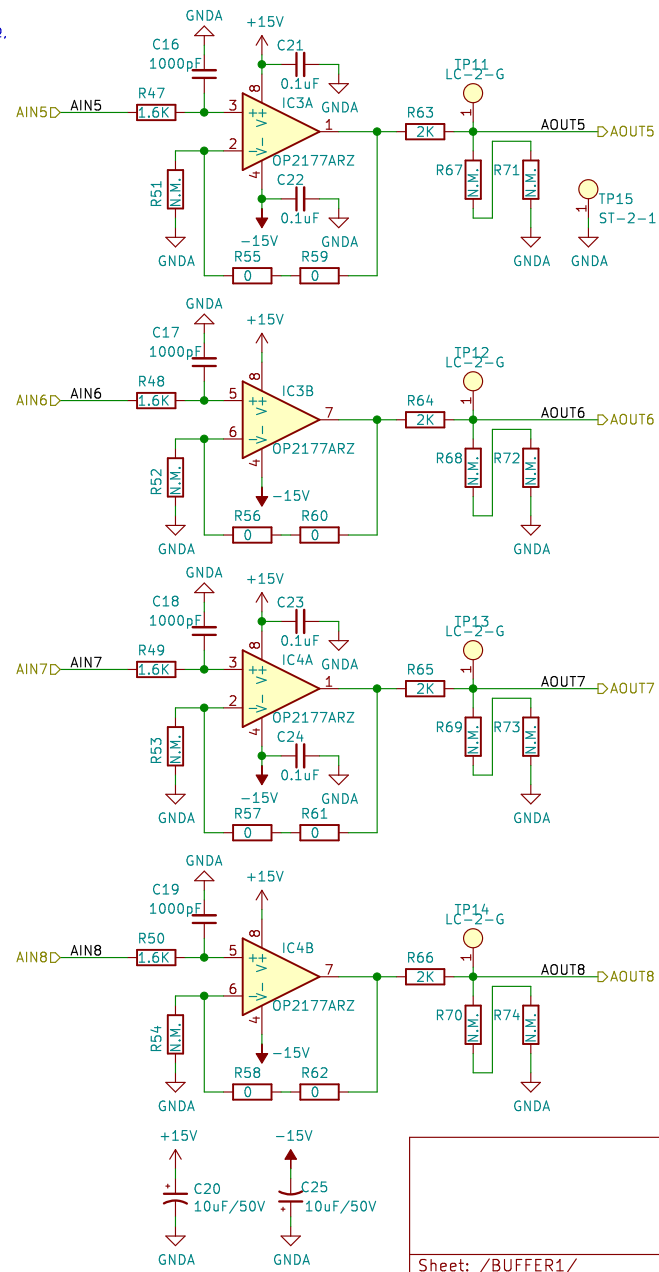 9,
GNDA
+15V
TP11
LC-2-G
C16
1000pF
C21
0.1uF
GNDA
8
IC3A
AIN5
AIN5
R47
1.6K
3
++
V
1
R63
2K
1
AOUT5
AOUT5
2
V-
-
OP2177ARZ
4
R51
N.M.
C22
0.1uF
R67
N.M.
R71
N.M.
1
TP15
ST-2-1
GNDA
-15V
GNDA
GNDA
GNDA
R55
0
R59
0
GNDA
+15V
TP12
LC-2-G
C17
1000pF
8
IC3B
AIN6
AIN6
R48
1.6K
5
++
V
7
R64
2K
1
AOUT6
AOUT6
6
V-
-
OP2177ARZ
4
R52
N.M.
R68
N.M.
R72
N.M.
-15V
R56
0
R60
0
GNDA
GNDA
GNDA
+15V
TP13
LC-2-G
C18
1000pF
C23
0.1uF
GNDA
8
IC4A
AIN7
AIN7
R49
1.6K
3
++
V
1
R65
2K
1
AOUT7
AOUT7
2
V-
-
OP2177ARZ
4
R53
N.M.
C24
0.1uF
R69
N.M.
R73
N.M.
GNDA
-15V
GNDA
GNDA
R57
0
R61
0
GNDA
+15V
TP14
LC-2-G
C19
1000pF
8
IC4B
AIN8
AIN8
R50
1.6K
5
++
V
7
R66
2K
1
AOUT8
AOUT8
6
V-
-
OP2177ARZ
4
R54
N.M.
R70
N.M.
R74
N.M.
-15V
R58
0
R62
0
GNDA
GNDA
+15V
-15V
+
C20
10uF/50V
C25
10uF/50V
+
GNDA
GNDA
Sheet: /BUFFER1/